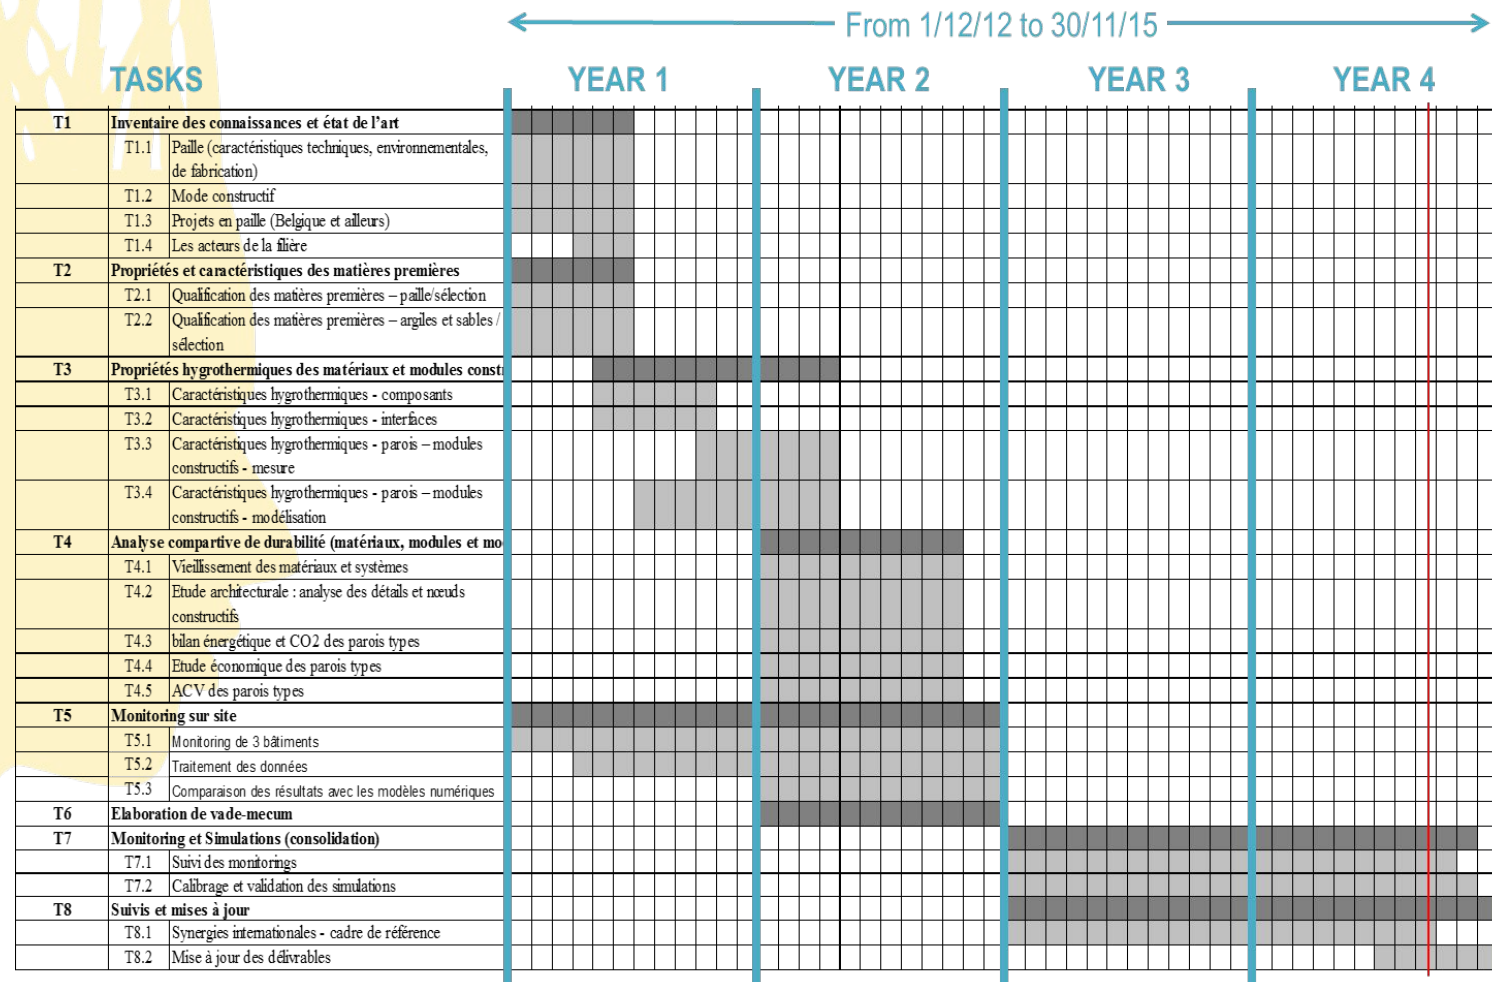 From 1/12/12 to 30/11/15
TASKS YEAR 1 YEAR 2 YEAR 3 YEAR 4
T1 Inventaire des connaissances et état de l’art
T1.1 Paille (caractéristiques techniques, environnementales,
de fabrication)
T1.2 Mode constructif
T1.3 Projets en paille (Belgique et ailleurs)
T1.4 Les acteurs de la filière
T2 Propriétés et caractéristiques des matières premières
T2.1 Qualification des matières premières – paille/sélection
T2.2 Qualification des matières premières – argiles et sables /
sélection
T3 Propriétés hygrothermiques des matériaux et modules const
T3.1 Caractéristiques hygrothermiques - composants
T3.2 Caractéristiques hygrothermiques - interfaces
T3.3 Caractéristiques hygrothermiques - parois – modules
constructifs - mesure
T3.4 Caractéristiques hygrothermiques - parois – modules
constructifs - modélisation
T4 Analyse compartive de durabilité (matériaux, modules et mo
T4.1 Vieillissement des matériaux et systèmes
T4.2 Etude architecturale : analyse des détails et nœuds
constructifs
T4.3 bilan énergétique et CO2 des parois types
T4.4 Etude économique des parois types
T4.5 ACV des parois types
T5 Monitoring sur site
T5.1 Monitoring de 3 bâtiments
T5.2 Traitement des données
T5.3 Comparaison des résultats avec les modèles numériques
T6 Elaboration de vade-mecum
T7 Monitoring et Simulations (consolidation)
T7.1 Suivi des monitorings
T7.2 Calibrage et validation des simulations
T8 Suivis et mises à jour
T8.1 Synergies internationales - cadre de référence
T8.2 Mise à jour des délivrables